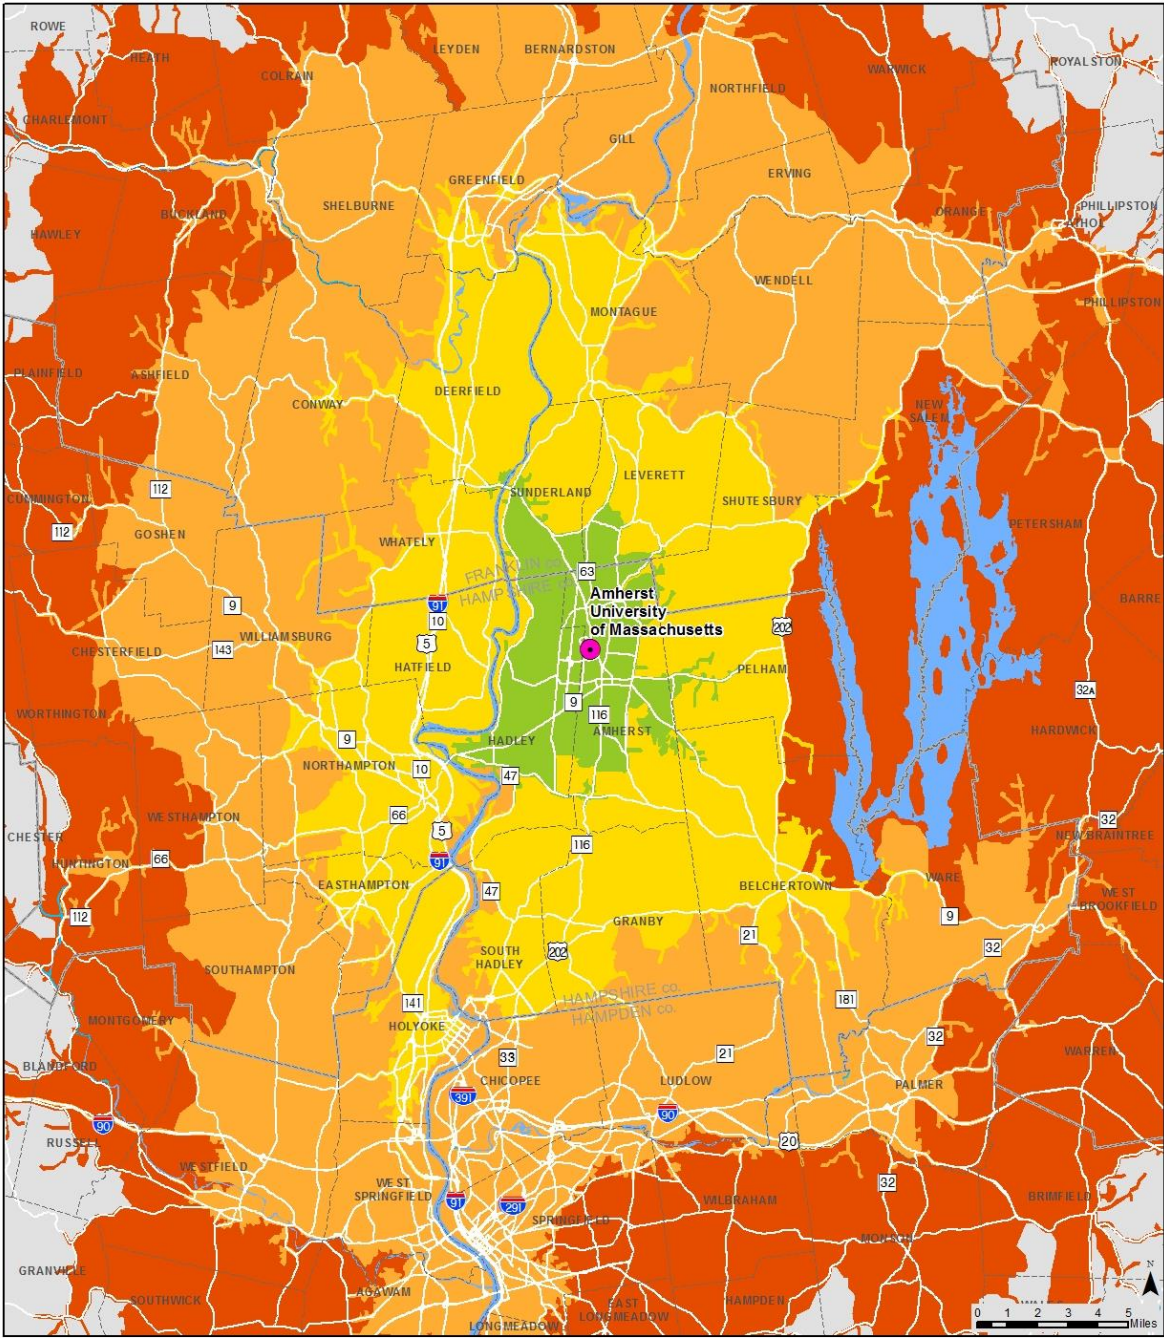 ROWE
HEATH
COLRAIN
LEYDEN
BERNARDSTON
NORTHFIELD
WARWICK
ROYALSTON
CHARLEMONT
GILL
GREENFIELD
ERVING
SHELBURNE
BUCKLAND
ORANGE
PHILLIPSTON
ATHOL
HAWLEY
WENDELL
MONTAGUE
PHILLIPSTON
PLAINFIELD
ASHFIELD
DEERFIELD
CONWAY
NEW
SALEM
LEVERETT
SUNDERLAND
SHUTESBURY
112
CUMMINGTON
PETERSHAM
112
GOSHEN
WHATELY
FRANKLIN co.
HAMPSHIRE co.
63
Amherst
University
of Massachusetts
BARRE
91
9
10
5
202
WILLIAMSBURG
143
CHESTERFIELD
HATFIELD
PELHAM
32A
9
116
WORTHINGTON
HADLEY
AMHERST
HARDWICK
9
NORTHAMPTON
10
47
66
WESTHAMPTON
5
32
CHESTER
NEW BRAINTREE
116
HUNTINGTON
66
91
EASTHAMPTON
BELCHERTOWN
WARE
47
WEST
BROOKFIELD
112
9
GRANBY
21
32
SOUTH
HADLEY
202
SOUTHAMPTON
HAMPSHIRE co.
HAMPDEN co.
141
181
MONTGOMERY
HOLYOKE
32
33
21
WARREN
BLANDFORD
CHICOPEE
LUDLOW
PALMER
391
90
90
RUSSELL
20
WESTFIELD
WEST
SPRINGFIELD
32
91
291
WILBRAHAM
BRIMFIELD
SPRINGFIELD
MONSON
GRANVILLE
AGAWAM
SOUTHWICK
EAST
LONGMEADOW
HAMPDEN
LONGMEADOW
N
0 1 2 3 4 5
Miles